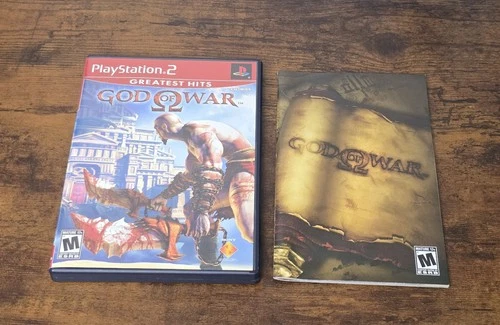 PlayStation.2
GREATEST HITS
GOD OF WAR
M
GOD OF WAR
M